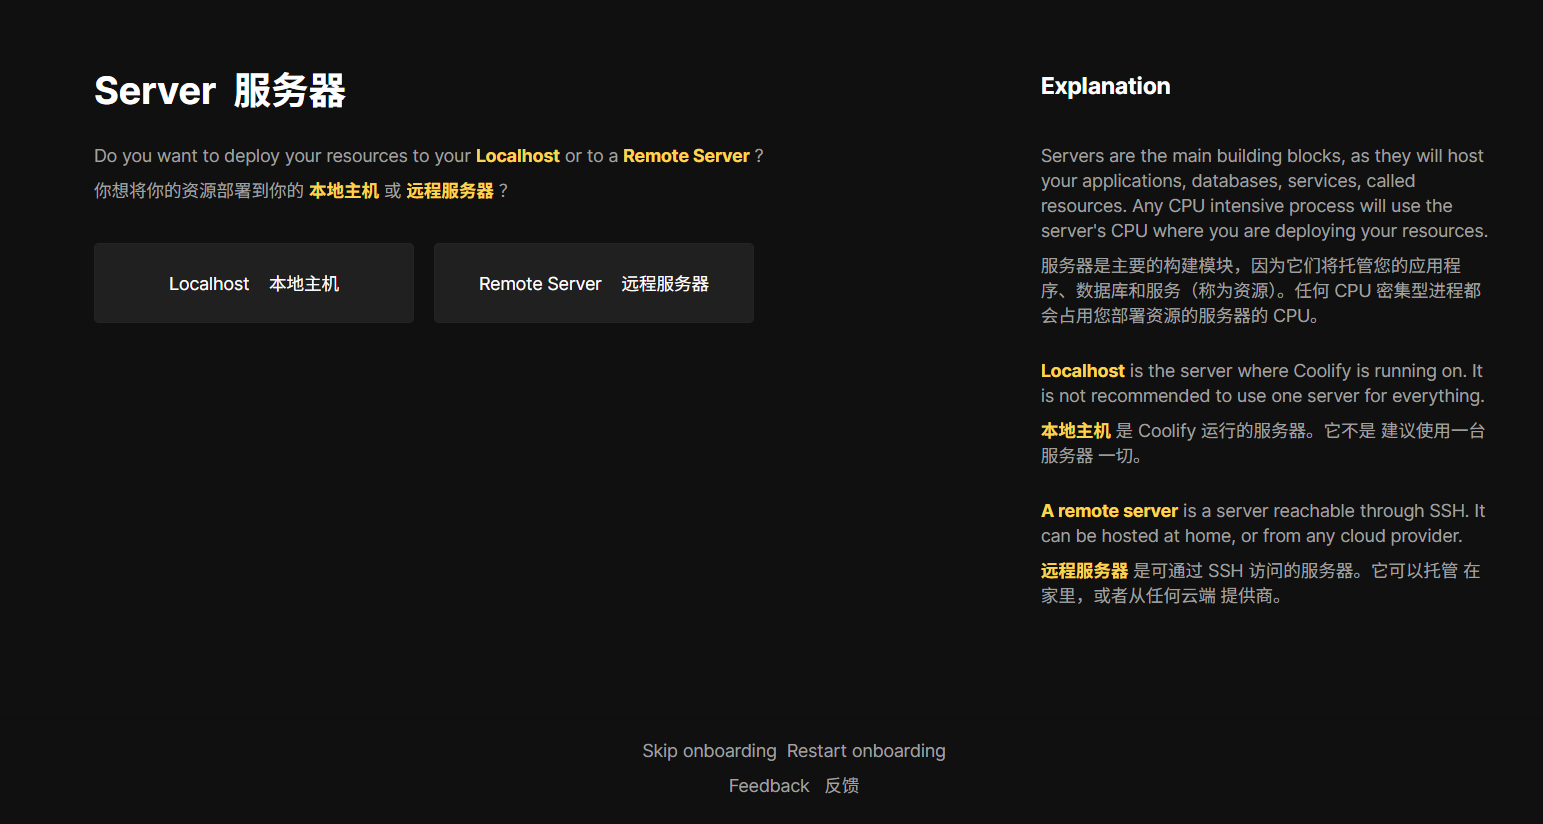 Server 服务器
Do you want to deploy your resources to your Localhost or to a Remote Server ?
你想将你的资源部署到你的 本地主机 或 远程服务器 ？
Localhost 本地主机
Remote Server 远程服务器
Explanation
Servers are the main building blocks, as they will host
your applications, databases, services, called
resources. Any CPU intensive process will use the
server's CPU where you are deploying your resources.
服务器是主要的构建模块，因为它们将托管您的应用程
序、数据库和服务（称为资源）。任何 CPU 密集型进程都
会占用您部署资源的服务器的 CPU。
Localhost is the server where Coolify is running on. It
is not recommended to use one server for everything.
本地主机 是 Coolify 运行的服务器。它不是 建议使用一台
服务器 一切。
A remote server is a server reachable through SSH. It
can be hosted at home, or from any cloud provider.
远程服务器 是可通过 SSH 访问的服务器。它可以托管 在
家里，或者从任何云端 提供商。
Skip onboarding Restart onboarding
Feedback 反馈